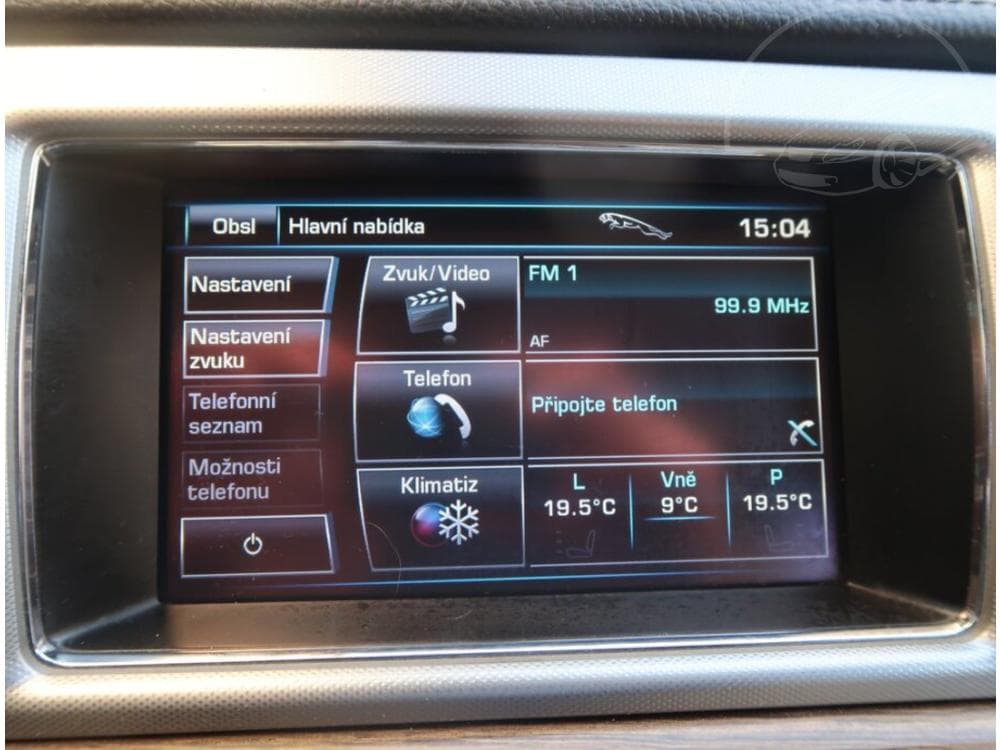 Obsl
Hlavní nabídka
15:04
Nastavení
Nastavení
zvuku
Telefonní
seznam
Možnosti
telefonu
Zvuk/Video
FM 1
99.9 MHz
AF
Telefon
Připojte telefon
Klimatiz
L
19.5°C
Vně
9°C
P
19.5°C